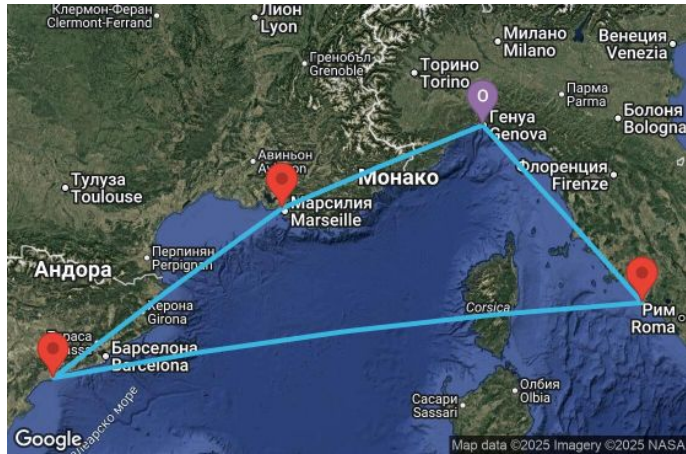 Клермон-Феран
Clermont-Ferrand
Лион
Lyon
Милано
Milano
Венеция
Venezia
Гренобъл
Grenoble
Торино
Torino
Парма
Parma
O
Генуа
Genova
Болоня
Bologna
Авиньон
Монако
Флоренция
Firenze
Тулуза
Toulouse
Марсилия
Marseille
Перпинян
Perpignan
Андора
Херона
Girona
Corsica
Рим
Roma
Барселона
Barcelona
Олбия
Olbia
Сасари
Sassari
море
Google
Map data ©2025 Imagery ©2025 NASA